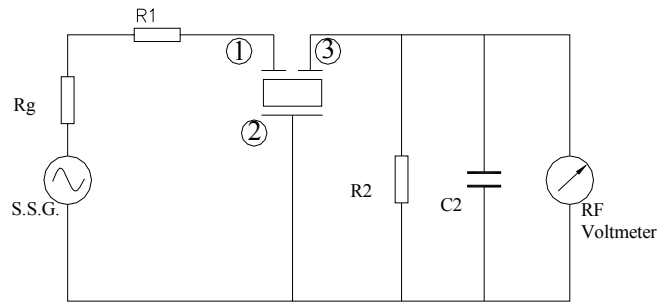 R1
① ③
Rg
②
R2
C2
S.S.G.
RF
Voltmeter